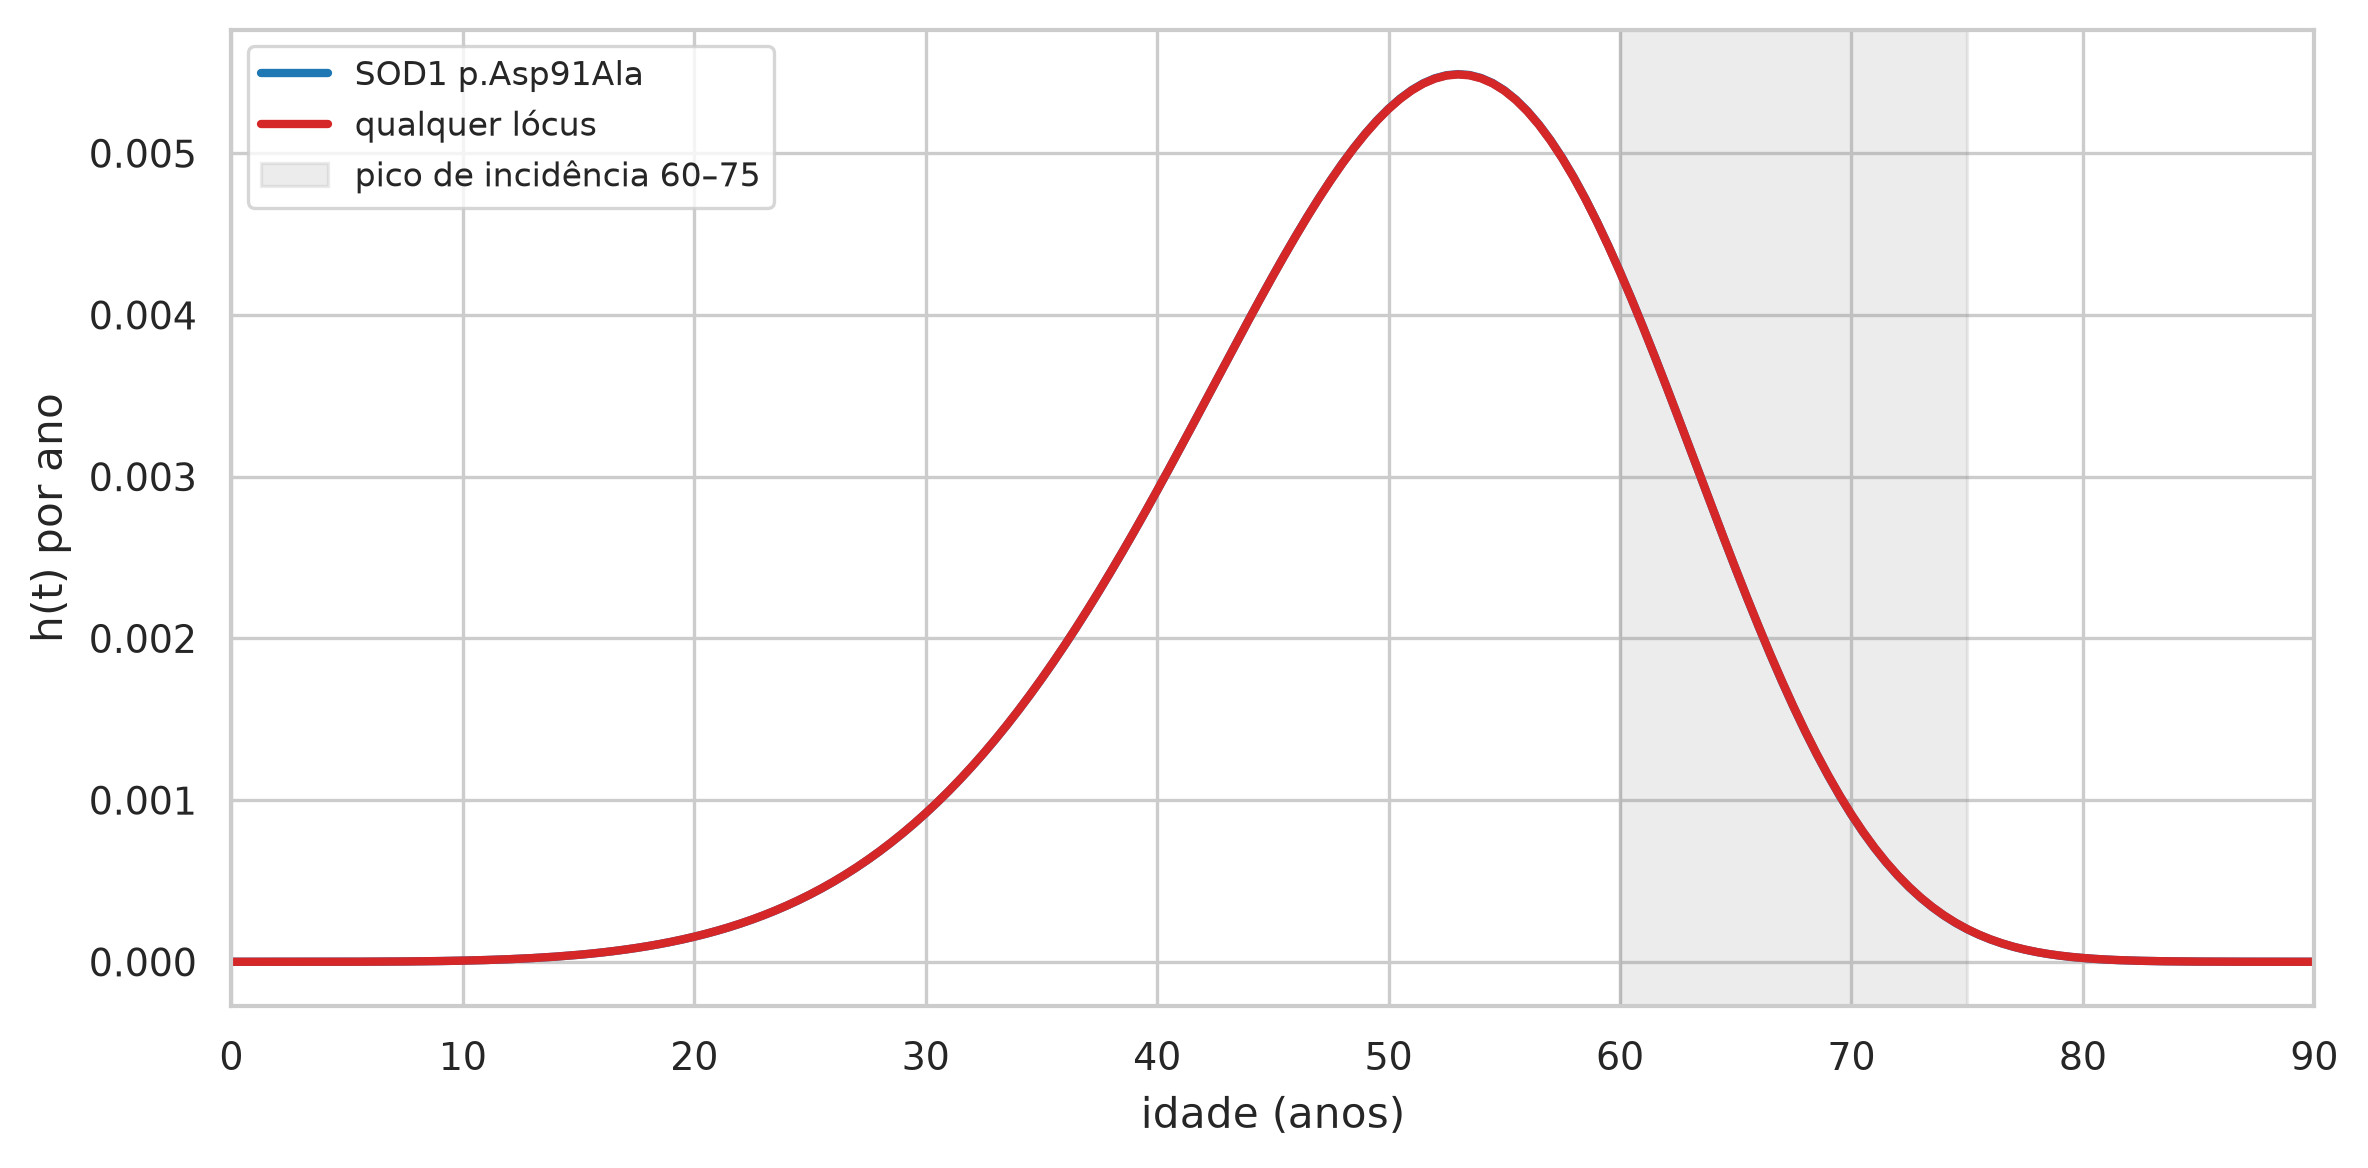 SOD1 p.Asp91Ala
qualquer lócus
pico de incidência 60–75
h(t) por ano
0.005
0.004
0.003
0.002
0.001
0.000
0 10 20 30 40 50 60 70 80 90
idade (anos)